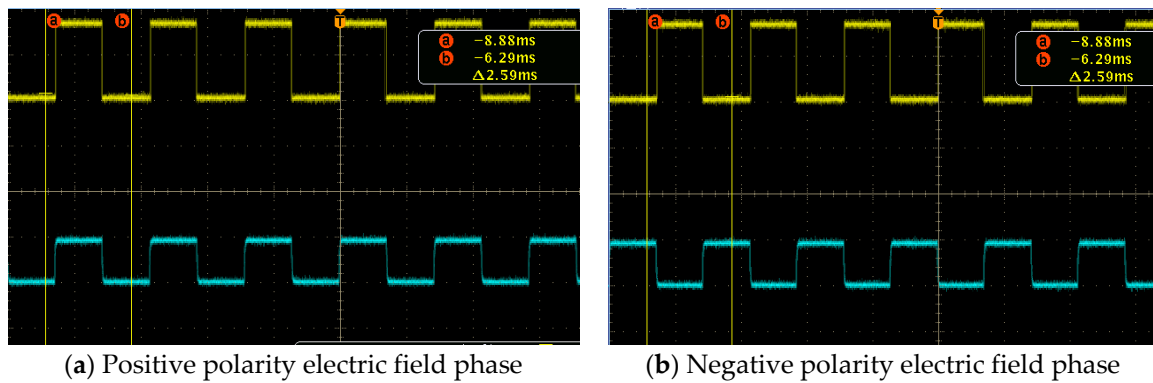 a b T
a −8.88ms
b −6.29ms
Δ2.59ms
a b T
a −8.88ms
b −6.29ms
Δ2.59ms
(a) Positive polarity electric field phase
(b) Negative polarity electric field phase